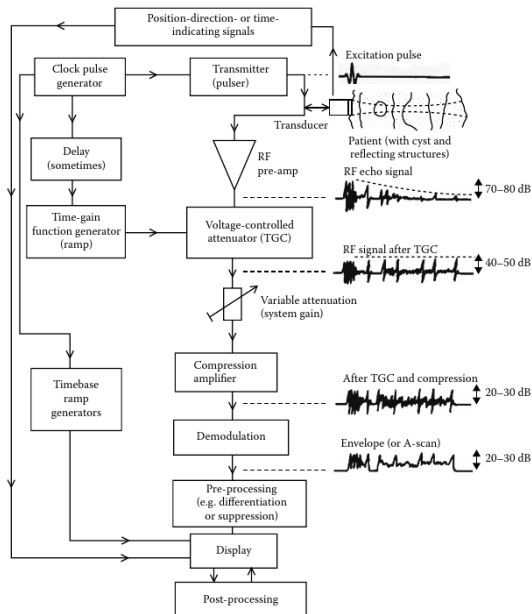 Position-direction- or time-
indicating signals
Excitation pulse
Clock pulse
generator
Transmitter
(pulser)
Transducer
Patient (with cyst and
reflecting structures)
Delay
(sometimes)
RF
pre-amp
RF echo signal
70–80 dB
Time-gain
function generator
(ramp)
Voltage-controlled
attenuator (TGC)
RF signal after TGC
40–50 dB
Variable attenuation
(system gain)
Compression
amplifier
Timebase
ramp
generators
After TGC and compression
20–30 dB
Demodulation
Envelope (or A-scan)
20–30 dB
Pre-processing
(e.g. differentiation
or suppression)
Display
Post-processing